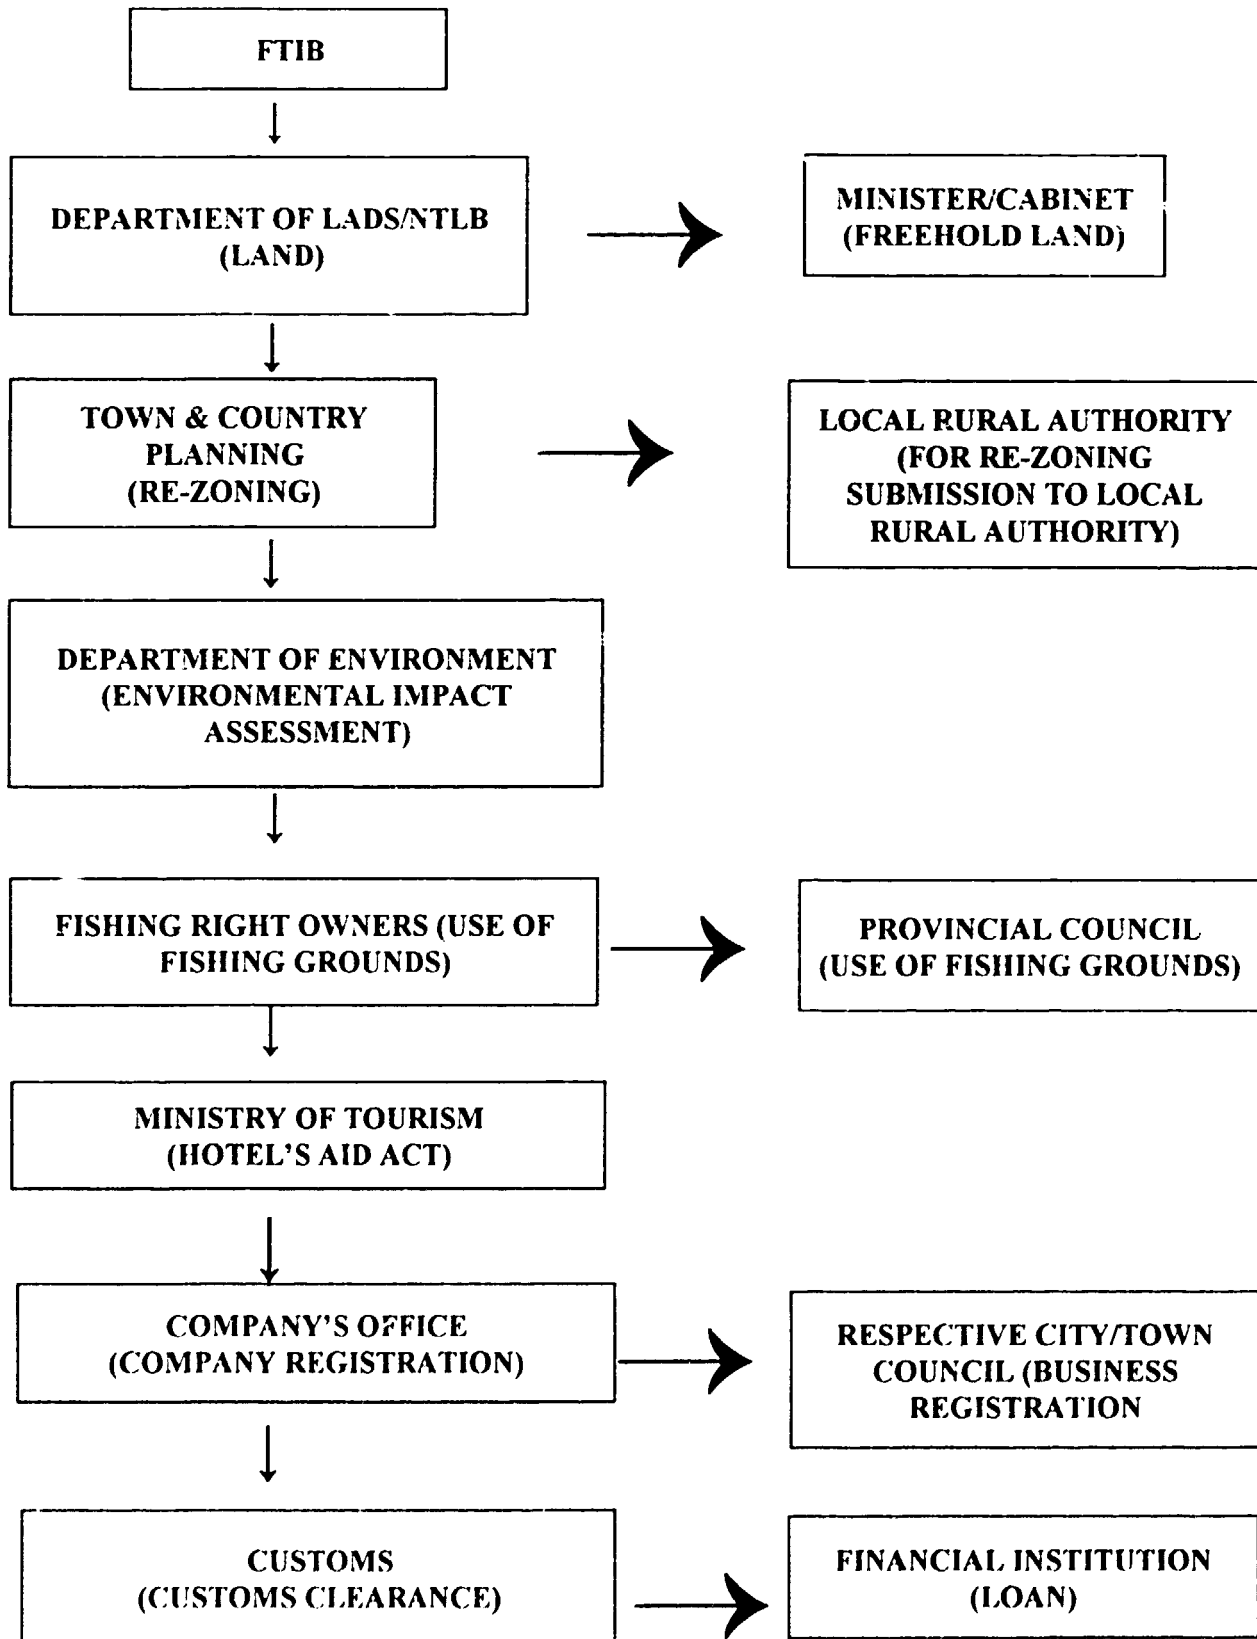 FTIB
DEPARTMENT OF LADS/NTLB
(LAND)
MINISTER/CABINET
(FREEHOLD LAND)
TOWN & COUNTRY
PLANNING
(RE-ZONING)
LOCAL RURAL AUTHORITY
(FOR RE-ZONING
SUBMISSION TO LOCAL
RURAL AUTHORITY)
DEPARTMENT OF ENVIRONMENT
(ENVIRONMENTAL IMPACT
ASSESSMENT)
FISHING RIGHT OWNERS (USE OF
FISHING GROUNDS)
PROVINCIAL COUNCIL
(USE OF FISHING GROUNDS)
MINISTRY OF TOURISM
(HOTEL'S AID ACT)
COMPANY'S OFFICE
(COMPANY REGISTRATION)
RESPECTIVE CITY/TOWN
COUNCIL (BUSINESS
REGISTRATION
CUSTOMS
(CUSTOMS CLEARANCE)
FINANCIAL INSTITUTION
(LOAN)